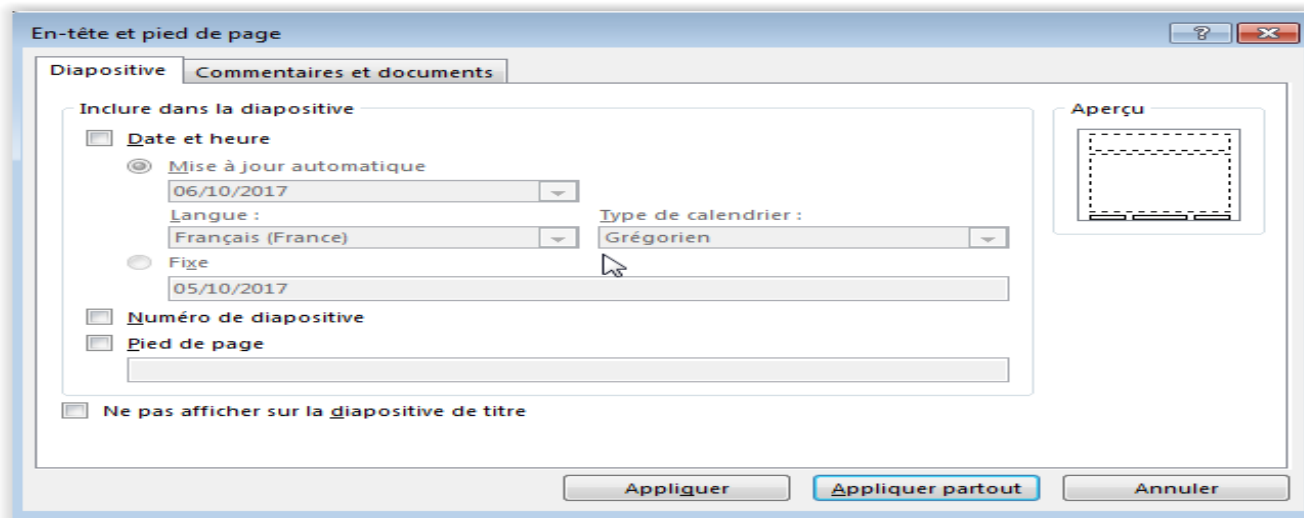 En-tête et pied de page
Diapositive Commentaires et documents
Inclure dans la diapositive Aperçu
Date et heure
Mise à jour automatique
06/10/2017
Langue : Type de calendrier :
Français (France) Grégorien
Fixe
05/10/2017
Numéro de diapositive
Pied de page
Ne pas afficher sur la diapositive de titre
Appliquer Appliquer partout Annuler